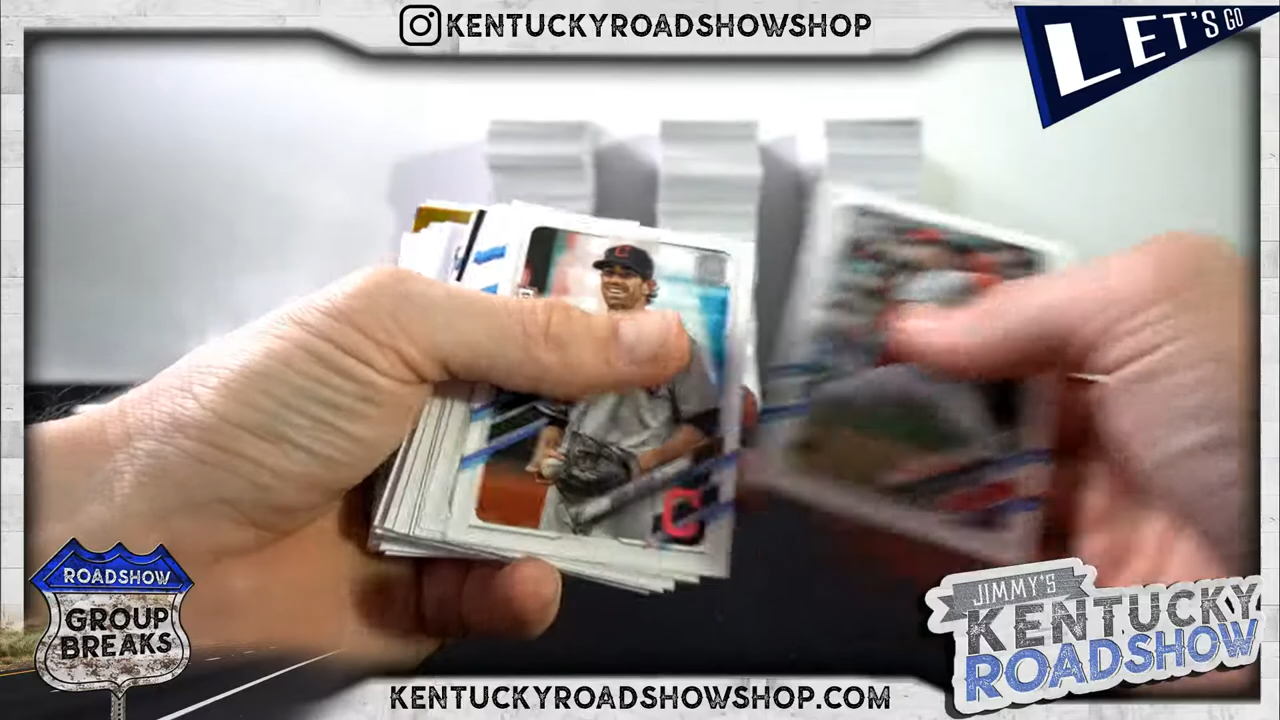 KENTUCKYROADSHOWSHOP
LET'S GO
C
C
ROADSHOW
GROUP
BREAKS
JIMMY'S
KENTUCKY
ROADSHOW
KENTUCKYROADSHOWSHOP.COM